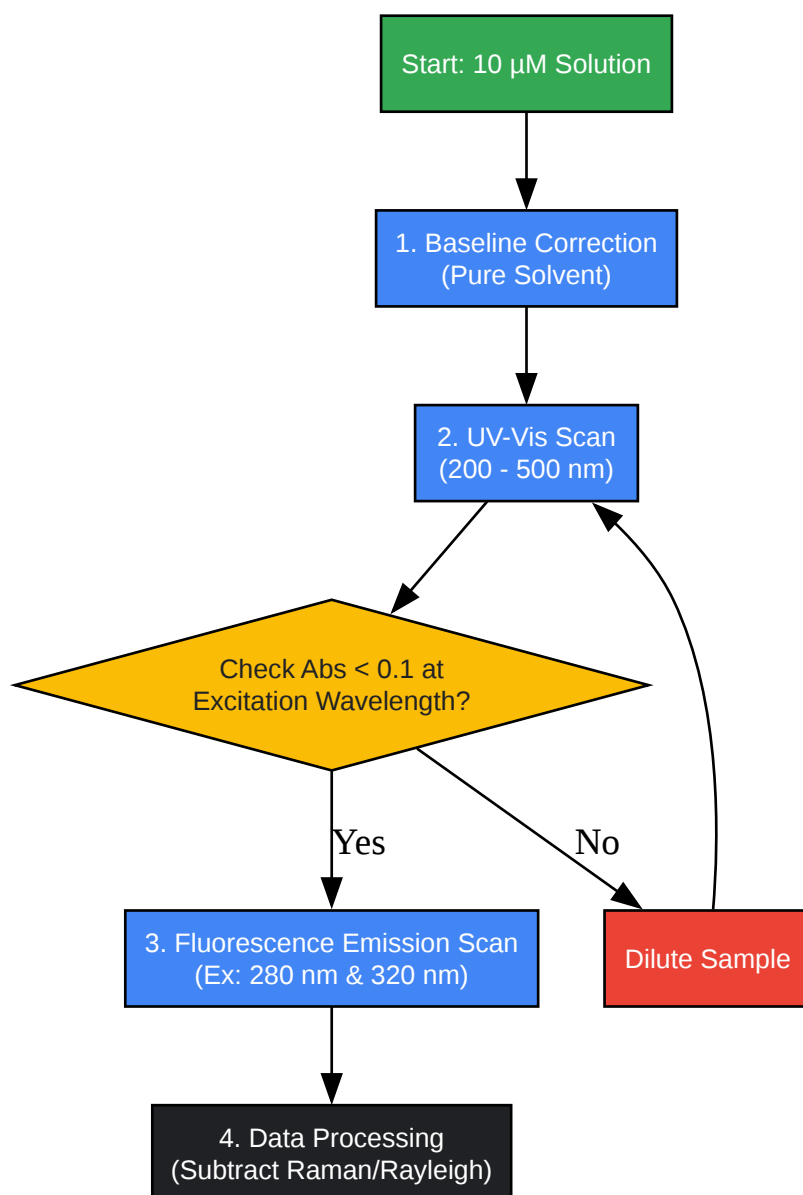 Start: 10 µM Solution
1. Baseline Correction
(Pure Solvent)
2. UV-Vis Scan
(200 - 500 nm)
Check Abs < 0.1 at
Excitation Wavelength?
Yes
No
3. Fluorescence Emission Scan
(Ex: 280 nm & 320 nm)
Dilute Sample
4. Data Processing
(Subtract Raman/Rayleigh)